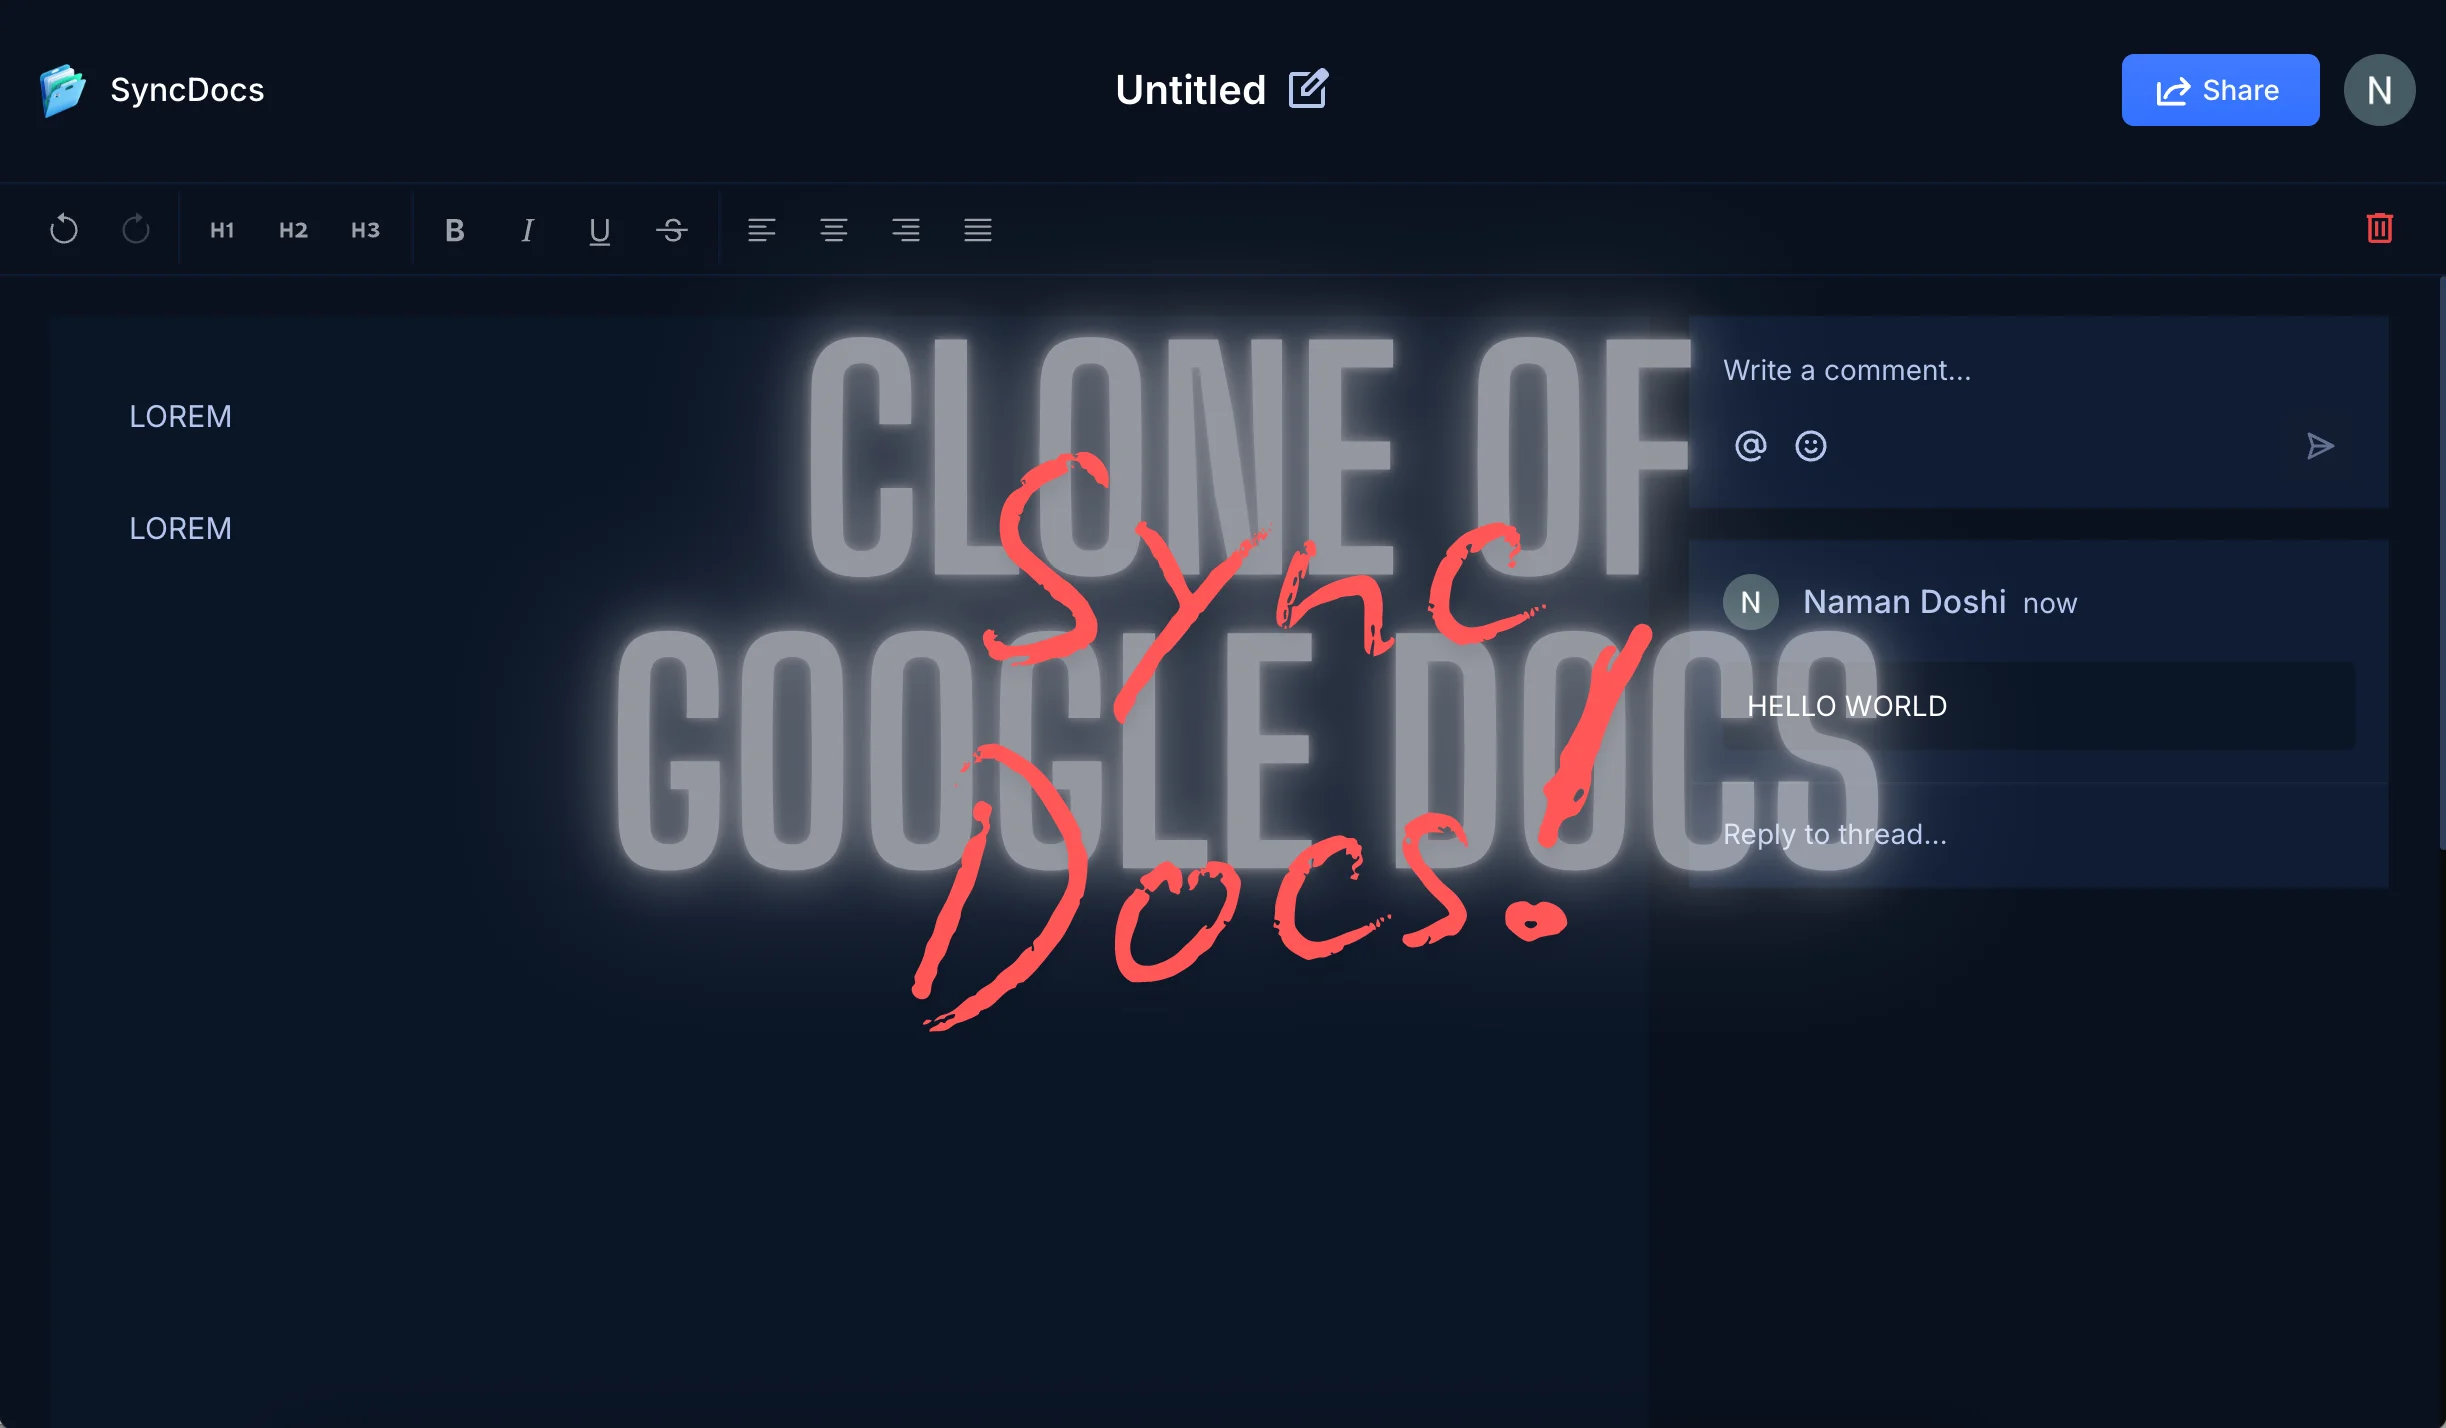 SyncDocs
Untitled
Share
N
H1 H2 H3 B I U S
LOREM
LOREM
CLONE OF
GOOGLE DOCS
Sync
Docs!
Write a comment...
@
N Naman Doshi now
HELLO WORLD
Reply to thread...